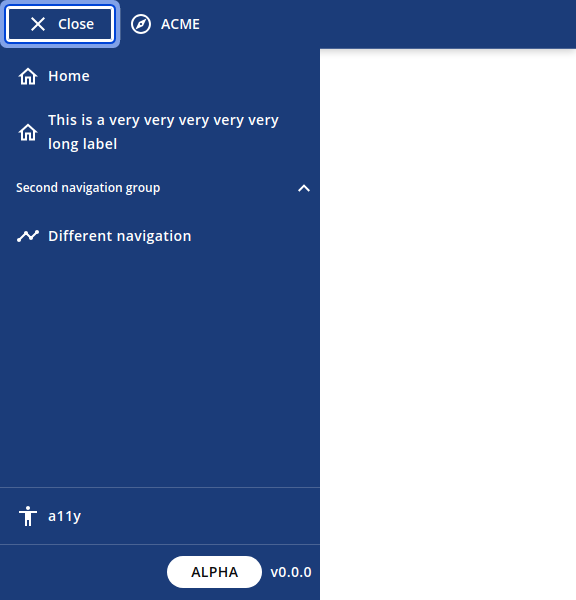 Close
ACME
Home
This is a very very very very very
long label
Second navigation group
Different navigation
a11y
ALPHA
v0.0.0